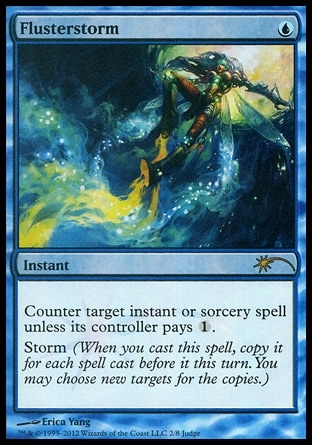 Flusterstorm
Instant
Counter target instant or sorcery spell
unless its controller pays 1.
Storm (When you cast this spell, copy it
for each spell cast before it this turn. You
may choose new targets for the copies.)
Erica Yang
™ & © 1993-2012 Wizards of the Coast LLC 2/8 Judge